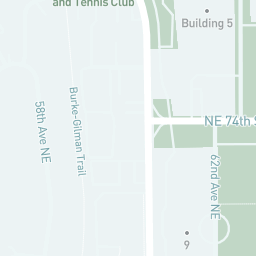 and Tennis Club
Building 5
NE 74th S
58th Ave NE
Burke-Gilman Trail
62nd Ave NE
9